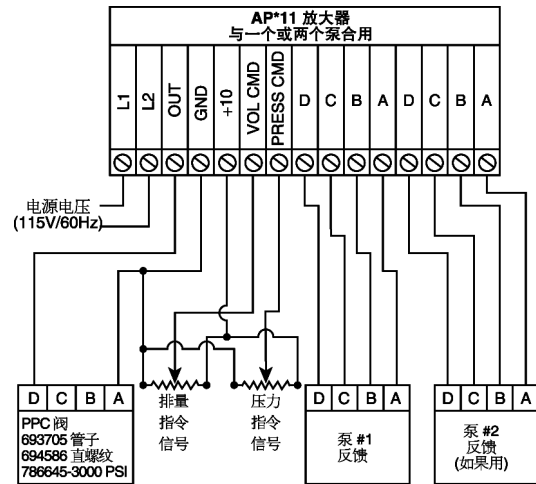 AP*11 放大器
与一个或两个泵合用
L1 L2 OUT GND +10 VOL CMD PRESS CMD D C B A D C B A
电源电压
(115V/60Hz)
D C B A
PPC 阀
693705 管子
694586 直螺纹
786645-3000 PSI
排量
指令
信号
压力
指令
信号
D C B A
泵 #1
反馈
D C B A
泵 #2
反馈
(如果用)